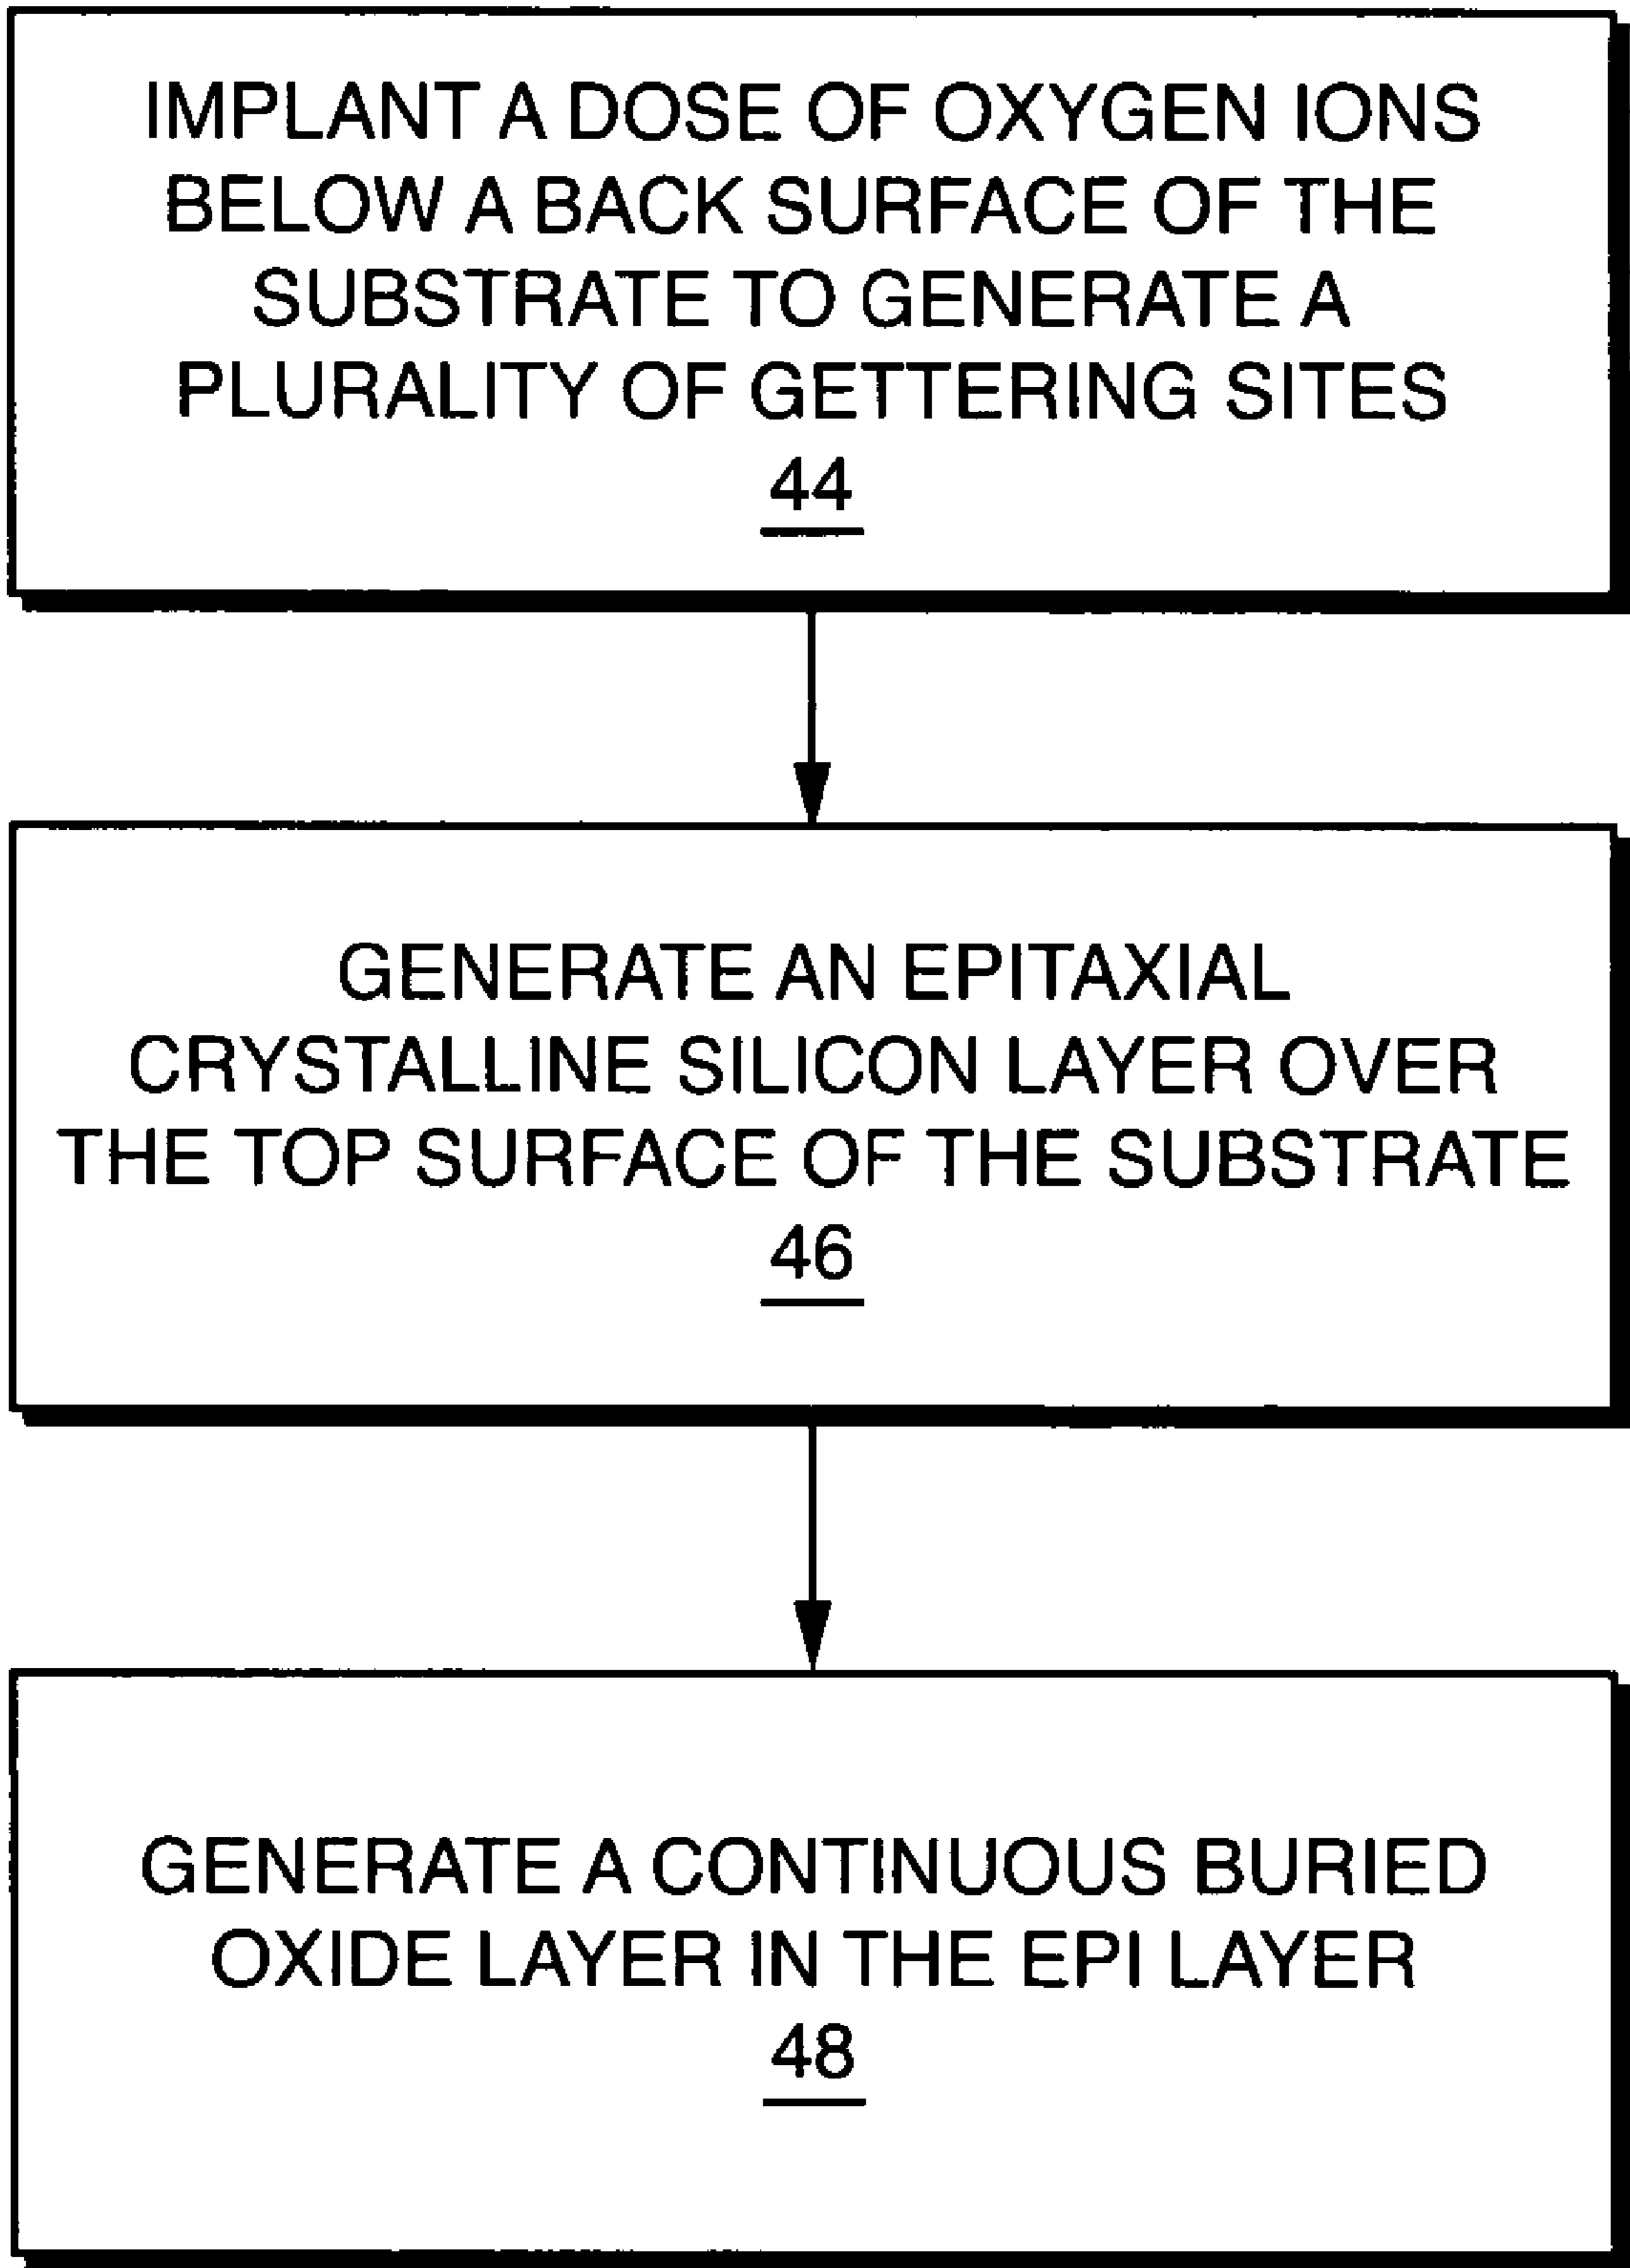 IMPLANT A DOSE OF OXYGEN IONS
BELOW A BACK SURFACE OF THE
SUBSTRATE TO GENERATE A
PLURALITY OF GETTERING SITES
44
GENERATE AN EPITAXIAL
CRYSTALLINE SILICON LAYER OVER
THE TOP SURFACE OF THE SUBSTRATE
46
GENERATE A CONTINUOUS BURIED
OXIDE LAYER IN THE EPI LAYER
48